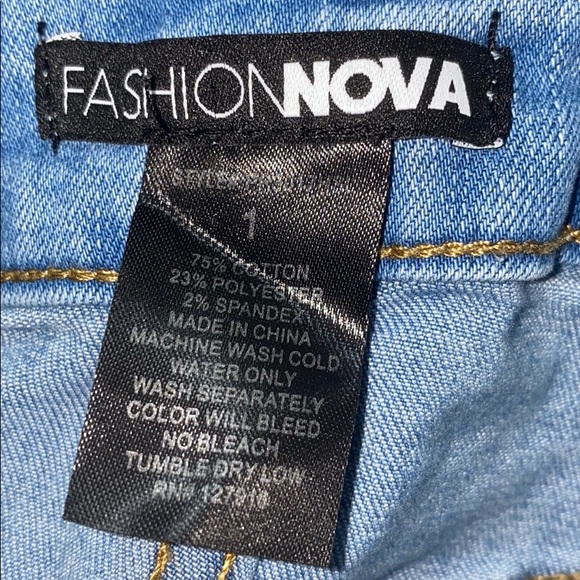 FASHIONNOVA
1
75% COTTON
23% POLYESTER
2% SPANDEX
MADE IN CHINA
MACHINE WASH COLD
WATER ONLY
WASH SEPARATELY
COLOR WILL BLEED
NO BLEACH
TUMBLE DRY LOW
RN#